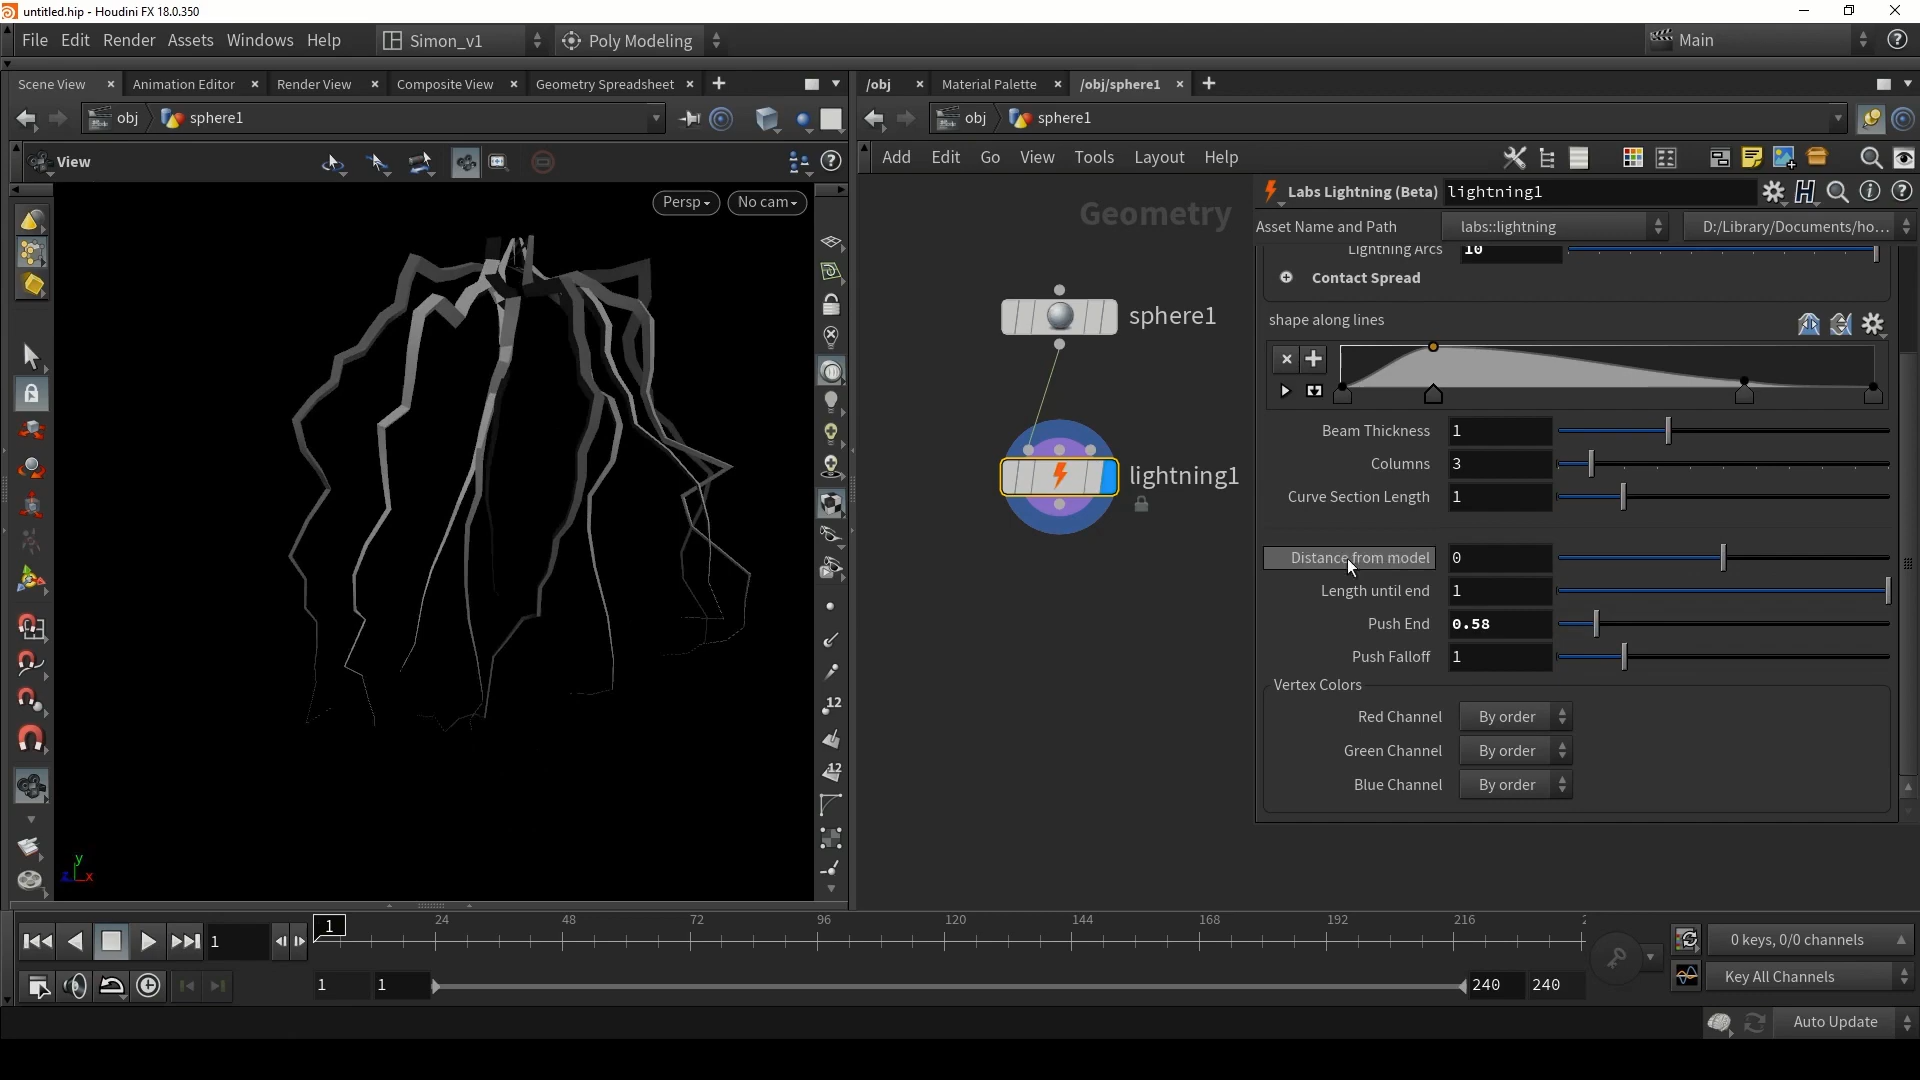 untitled.hip - Houdini FX 18.0.350
File Edit Render Assets Windows Help
Simon_v1
Poly Modeling
Main
Scene View
Animation Editor
Render View
Composite View
Geometry Spreadsheet
/obj
Material Palette
/obj/sphere1
obj
sphere1
obj
sphere1
View
Add Edit Go View Tools Layout Help
Persp
No cam
Geometry
Labs Lightning (Beta)
lightning1
Asset Name and Path
labs::lightning
D:/Library/Documents/ho...
Lightning Arcs 10
Contact Spread
sphere1
shape along lines
Beam Thickness 1
Columns 3
lightning1
Curve Section Length 1
Distance from model 0
Length until end 1
Push End 0.58
Push Falloff 1
Vertex Colors
Red Channel By order
Green Channel By order
Blue Channel By order
12
12
y
z x
1
1
24 48 72 96 120 144 168 192 216 2
0 keys, 0/0 channels
1
1
240
240
Key All Channels
Auto Update